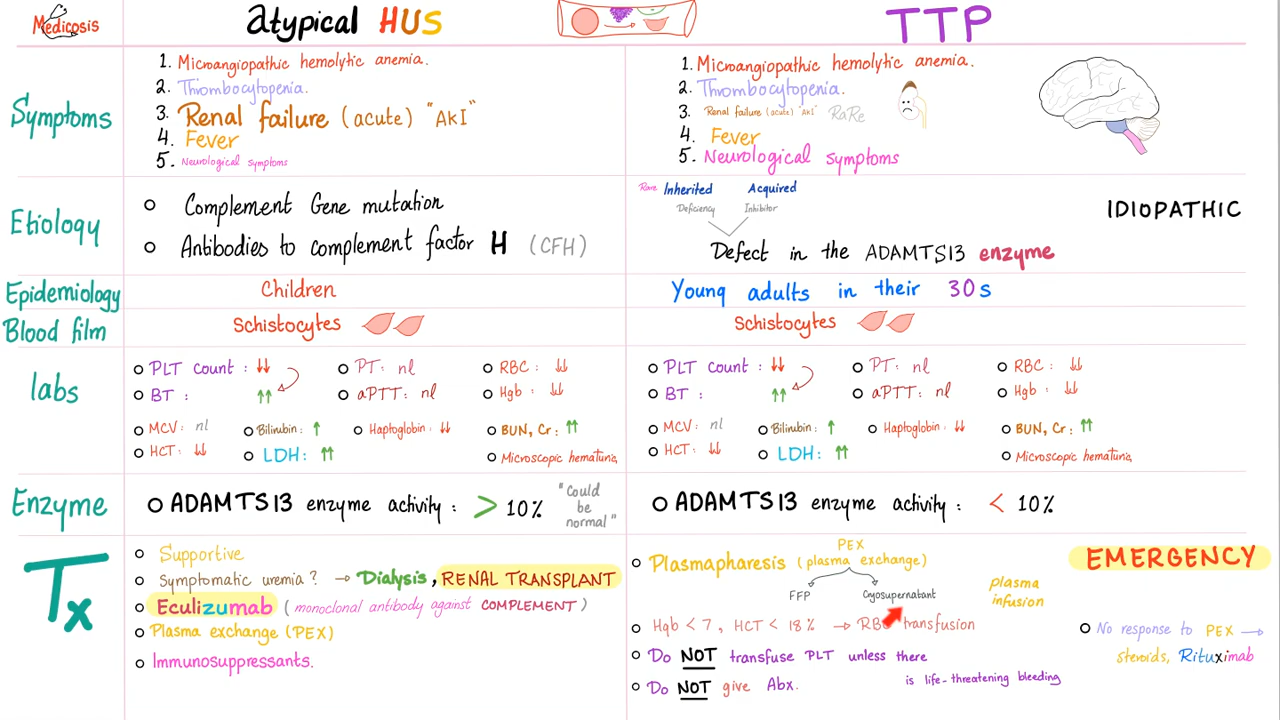 Medicosis
atypical HUS
TTP
Symptoms
1. Microangiopathic hemolytic anemia.
2. Thrombocytopenia.
3. Renal failure (acute) "AkI"
4. Fever
5. Neurological symptoms
1. Microangiopathic hemolytic anemia.
2. Thrombocytopenia.
3. Renal failure (acute) "AkI" RaRe
4. Fever
5. Neurological symptoms
Etiology
Complement Gene mutation
Antibodies to complement factor H (CFH)
Rare Inherited Acquired
Deficiency Inhibitor
Defect in the ADAMTS13 enzyme
IDIOPATHIC
Epidemiology
Children
Young adults in their 30s
Blood film
Schistocytes
Schistocytes
labs
PLT count : ↓↓ PT: nl RBC : ↓↓
BT : ↑↑ aPTT: nl Hgb : ↓↓
MCV: nl Bilirubin: ↑ Haptoglobin: ↓↓ BUN, Cr: ↑↑
HCT: ↓↓ LDH: ↑↑ Microscopic hematuria,
PLT count : ↓↓ PT: nl RBC : ↓↓
BT : ↑↑ aPTT: nl Hgb : ↓↓
MCV: nl Bilirubin: ↑ Haptoglobin: ↓↓ BUN, Cr: ↑↑
HCT: ↓↓ LDH: ↑↑ Microscopic hematuria,
Enzyme
ADAMTS13 enzyme activity : > 10%
"Could
be
normal"
ADAMTS13 enzyme activity : < 10%
Tx
Supportive
Symptomatic uremia? → Dialysis, RENAL TRANSPLANT
Eculizumab (monoclonal antibody against COMPLEMENT)
Plasma exchange (PEX)
Immunosuppressants.
PEX
Plasmapharesis (plasma exchange)
FFP Cryosupernatant
plasma
infusion
Hgb < 7, HCT < 18% → RBC transfusion
Do NOT transfuse PLT unless there
is life-threatening bleeding
Do NOT give Abx.
EMERGENCY
No response to PEX →
steroids, Rituximab